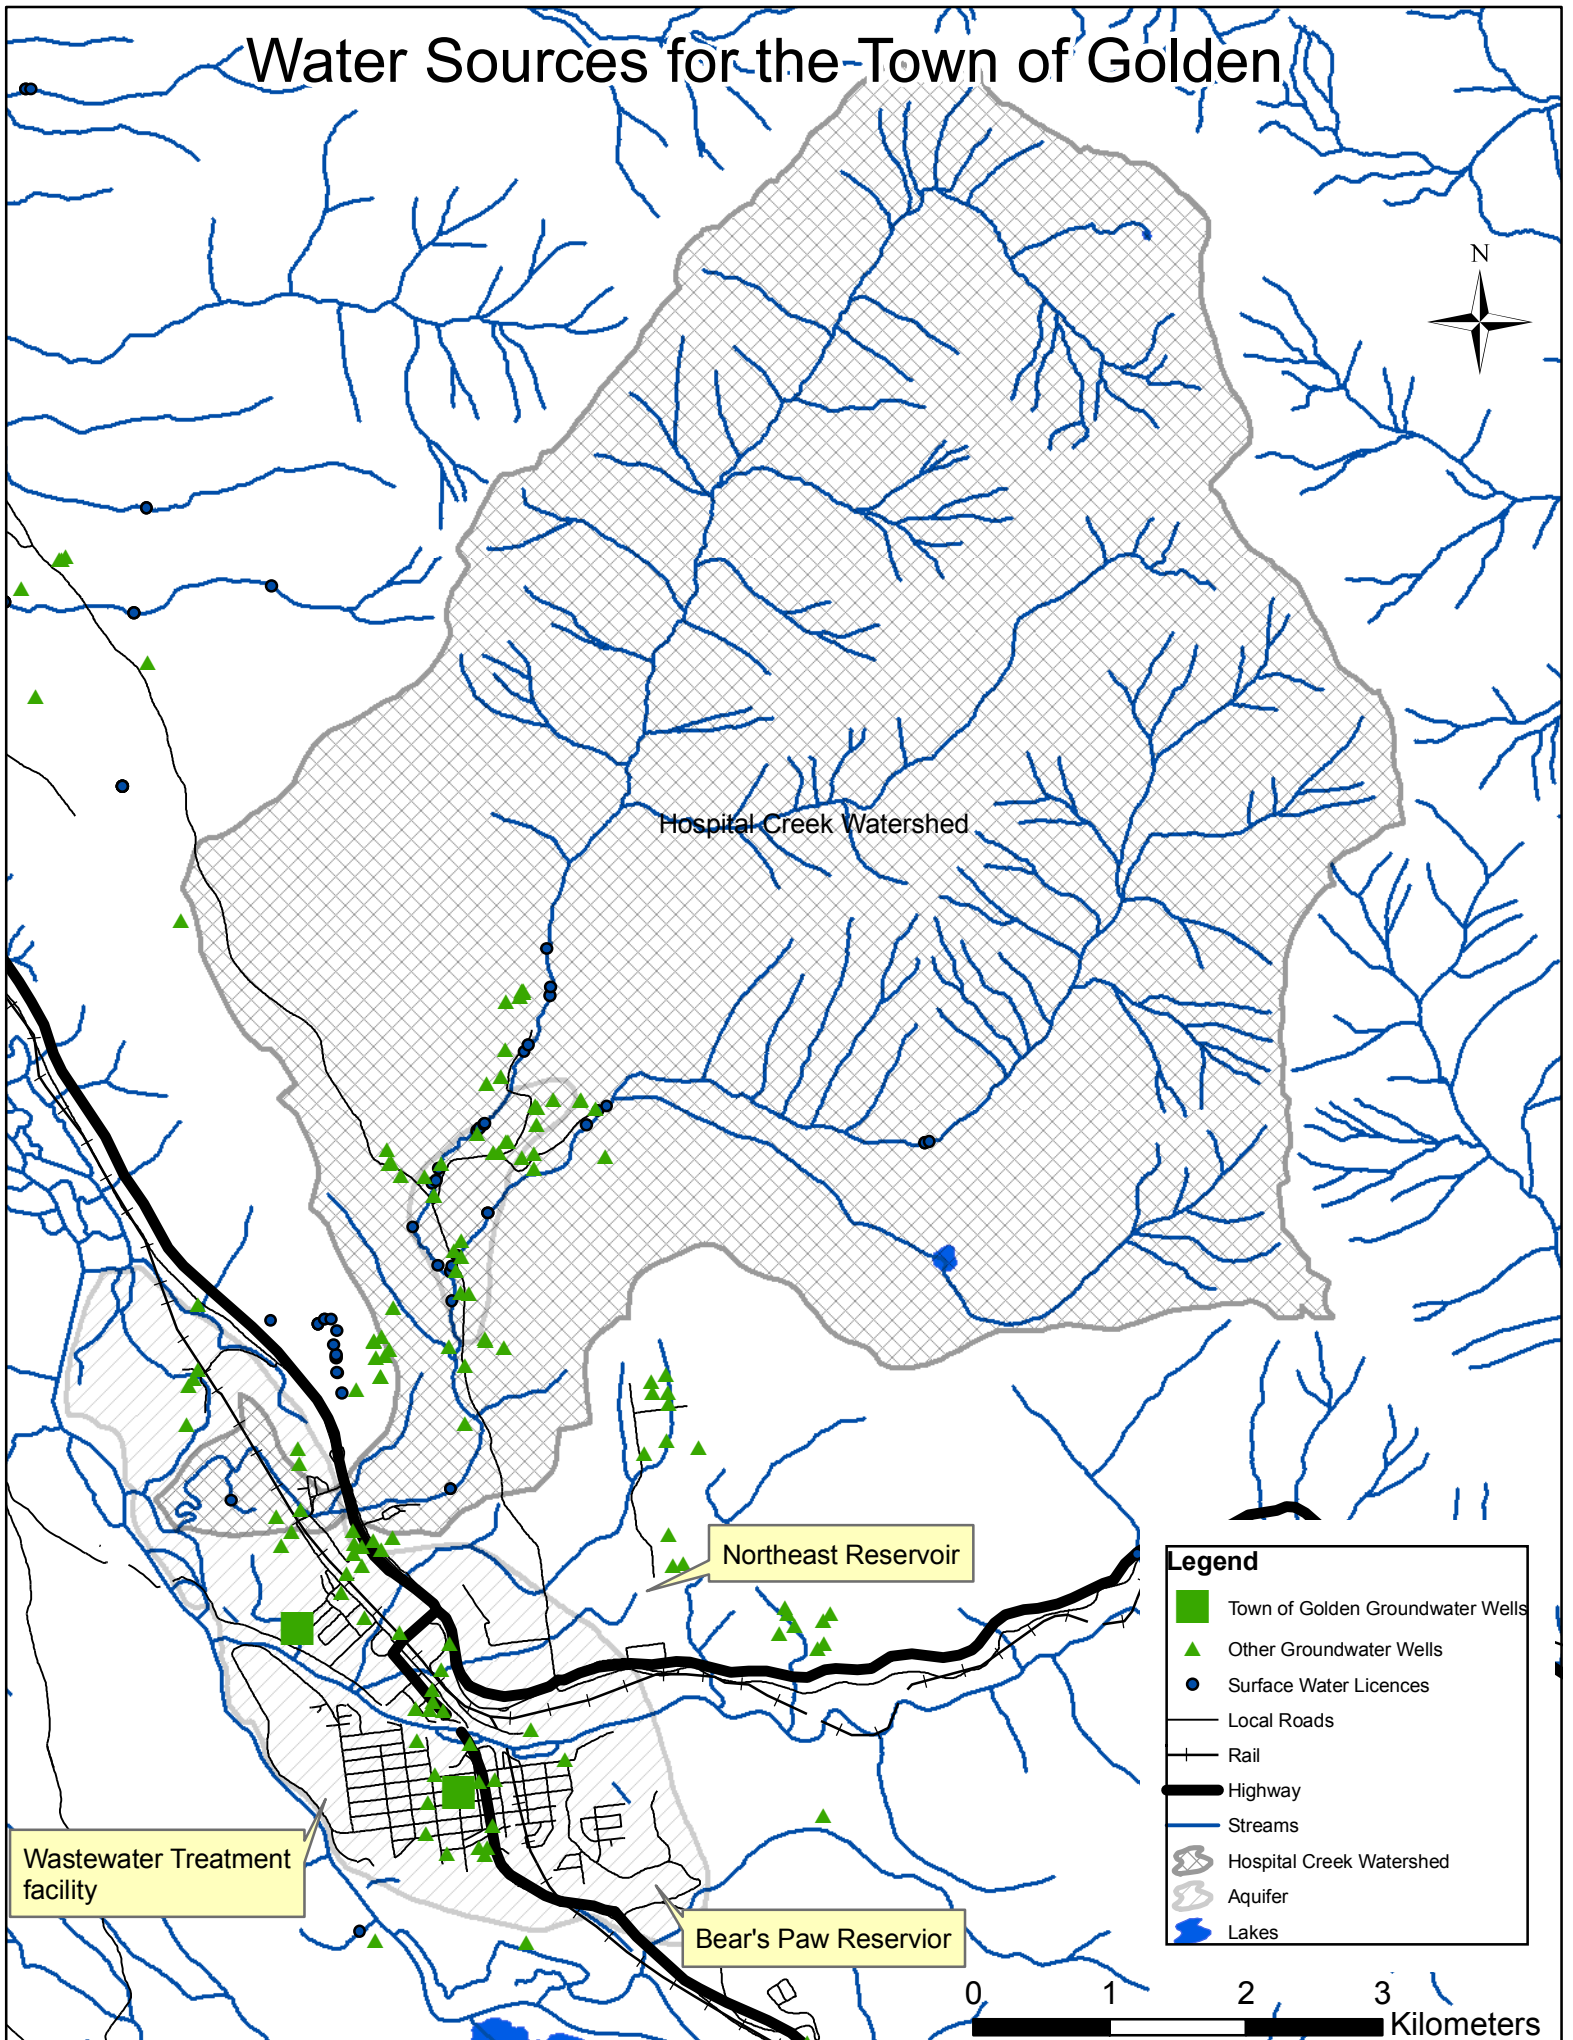 Water Sources for the Town of Golden
N
Hospital Creek Watershed
Northeast Reservoir
Legend
Town of Golden Groundwater Wells
Other Groundwater Wells
Surface Water Licences
Local Roads
Rail
Highway
Streams
Hospital Creek Watershed
Aquifer
Lakes
Wastewater Treatment
facility
Bear's Paw Reservior
0 1 2 3
Kilometers